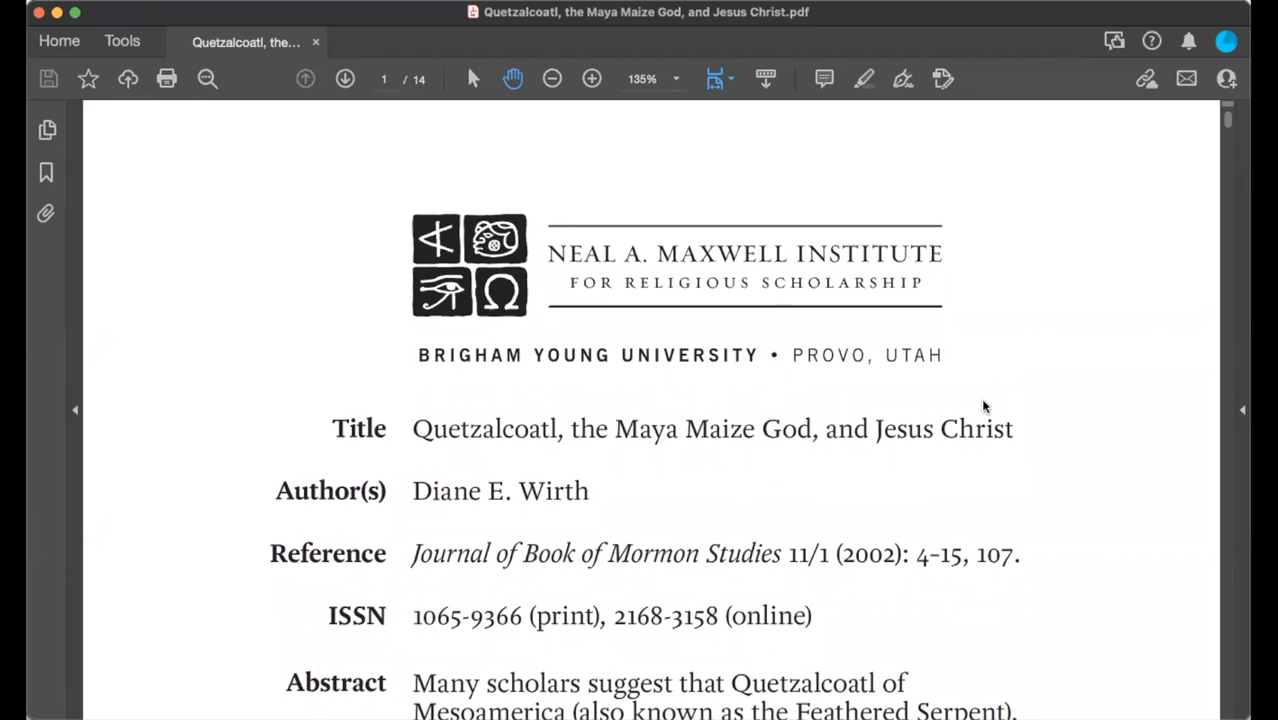 Quetzalcoatl, the Maya Maize God, and Jesus Christ.pdf
Home Tools Quetzalcoatl, the... ×
1 / 14 135%
NEAL A. MAXWELL INSTITUTE
FOR RELIGIOUS SCHOLARSHIP
BRIGHAM YOUNG UNIVERSITY • PROVO, UTAH
Title Quetzalcoatl, the Maya Maize God, and Jesus Christ
Author(s) Diane E. Wirth
Reference Journal of Book of Mormon Studies 11/1 (2002): 4–15, 107.
ISSN 1065-9366 (print), 2168-3158 (online)
Abstract Many scholars suggest that Quetzalcoatl of
Mesoamerica (also known as the Feathered Serpent),